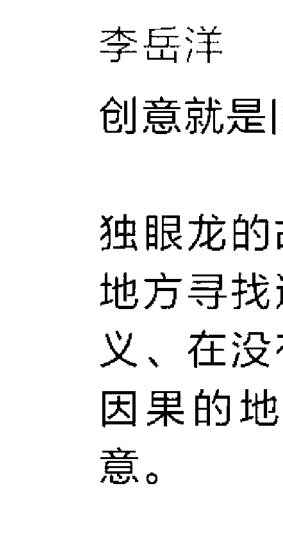 李岳洋
创意就是
独眼龙的
地方寻找
义、在没
因果的地
意。